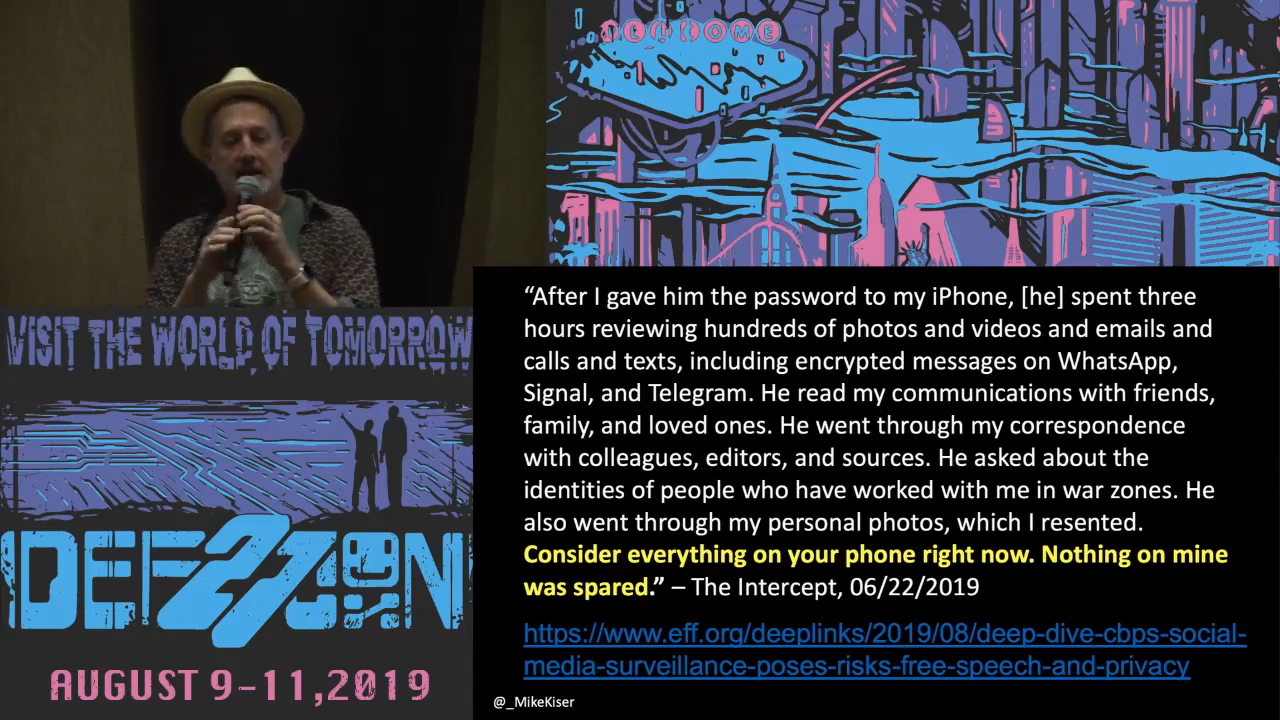 WELCOME
“After I gave him the password to my iPhone, [he] spent three
hours reviewing hundreds of photos and videos and emails and
calls and texts, including encrypted messages on WhatsApp,
Signal, and Telegram. He read my communications with friends,
family, and loved ones. He went through my correspondence
with colleagues, editors, and sources. He asked about the
identities of people who have worked with me in war zones. He
also went through my personal photos, which I resented.
Consider everything on your phone right now. Nothing on mine
was spared.” – The Intercept, 06/22/2019
https://www.eff.org/deeplinks/2019/08/deep-dive-cbps-social-
media-surveillance-poses-risks-free-speech-and-privacy
@_MikeKiser
VISIT THE WORLD OF TOMORROW
DEF CON
27
AUGUST 9-11,2019